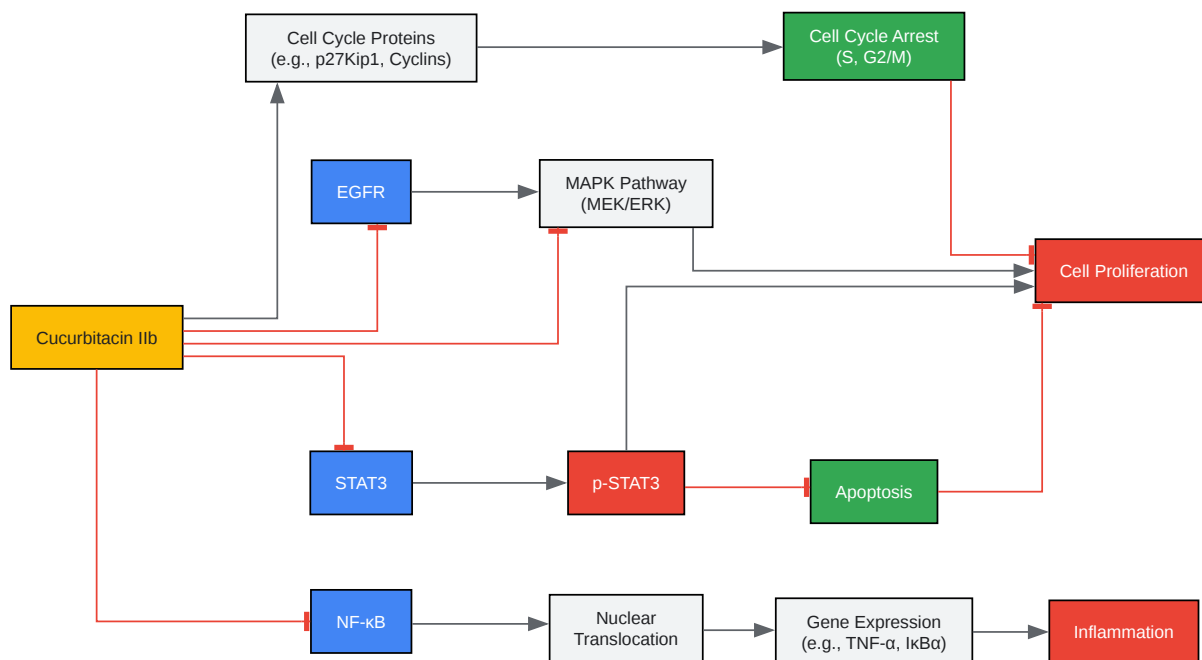 Cell Cycle Proteins
(e.g., p27Kip1, Cyclins)
Cell Cycle Arrest
(S, G2/M)
EGFR
MAPK Pathway
(MEK/ERK)
Cell Proliferation
Cucurbitacin IIb
STAT3
p-STAT3
Apoptosis
NF-κB
Nuclear
Translocation
Gene Expression
(e.g., TNF-α, IκBα)
Inflammation